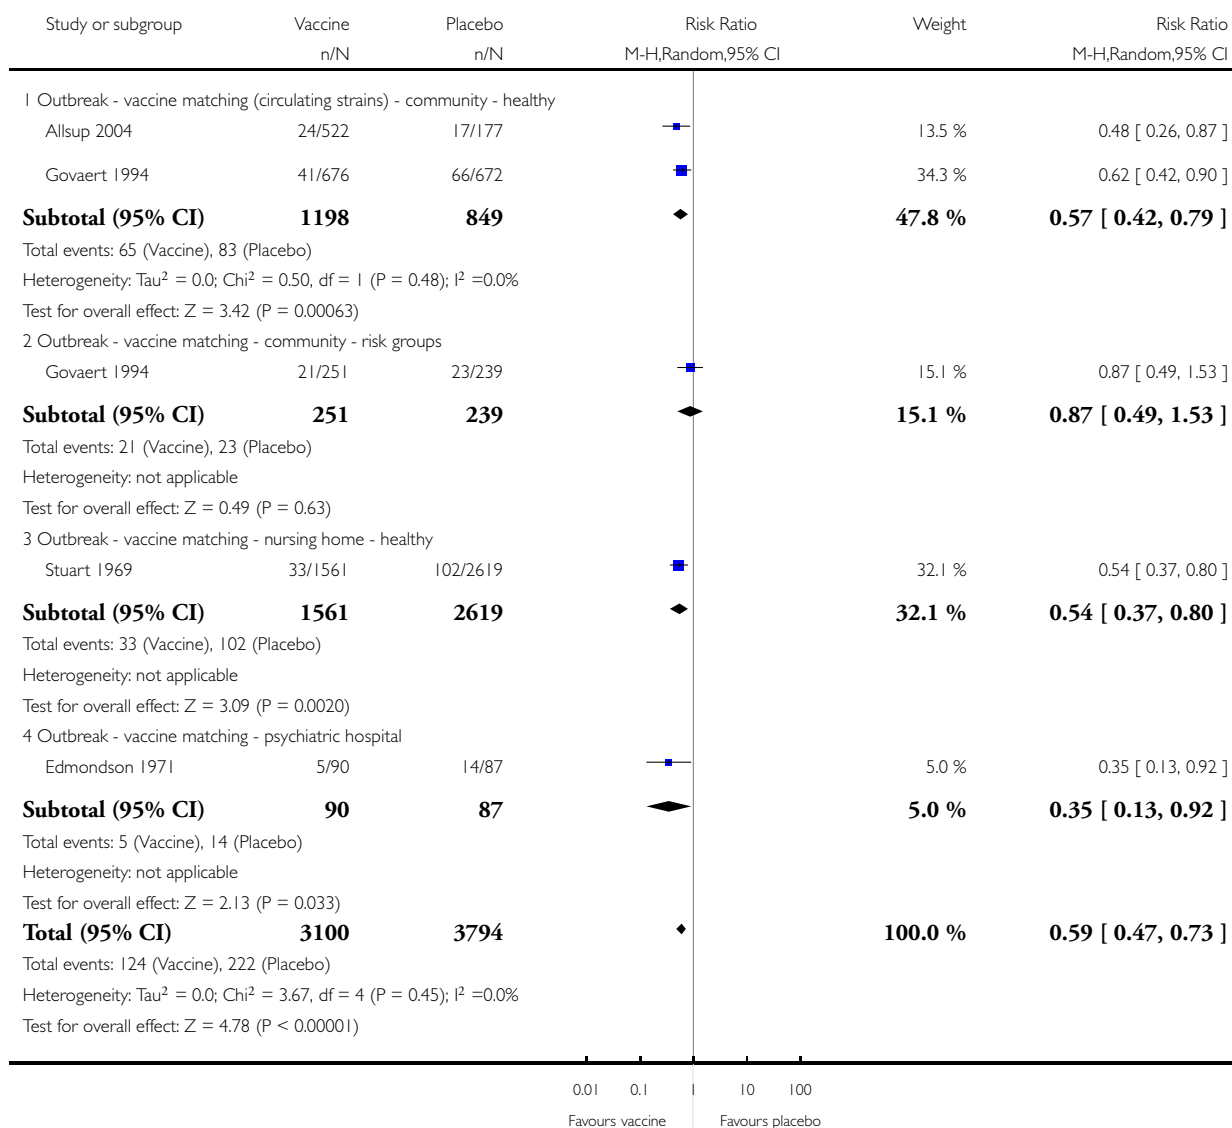 Study or subgroup Vaccine Placebo Risk Ratio Weight Risk Ratio
n/N n/N M-H,Random,95% CI M-H,Random,95% CI
1 Outbreak - vaccine matching (circulating strains) - community - healthy
Allsup 2004 24/522 17/177 13.5 % 0.48 [ 0.26, 0.87 ]
Govaert 1994 41/676 66/672 34.3 % 0.62 [ 0.42, 0.90 ]
Subtotal (95% CI) 1198 849 47.8 % 0.57 [ 0.42, 0.79 ]
Total events: 65 (Vaccine), 83 (Placebo)
Heterogeneity: Tau² = 0.0; Chi² = 0.50, df = 1 (P = 0.48); I² =0.0%
Test for overall effect: Z = 3.42 (P = 0.00063)
2 Outbreak - vaccine matching - community - risk groups
Govaert 1994 21/251 23/239 15.1 % 0.87 [ 0.49, 1.53 ]
Subtotal (95% CI) 251 239 15.1 % 0.87 [ 0.49, 1.53 ]
Total events: 21 (Vaccine), 23 (Placebo)
Heterogeneity: not applicable
Test for overall effect: Z = 0.49 (P = 0.63)
3 Outbreak - vaccine matching - nursing home - healthy
Stuart 1969 33/1561 102/2619 32.1 % 0.54 [ 0.37, 0.80 ]
Subtotal (95% CI) 1561 2619 32.1 % 0.54 [ 0.37, 0.80 ]
Total events: 33 (Vaccine), 102 (Placebo)
Heterogeneity: not applicable
Test for overall effect: Z = 3.09 (P = 0.0020)
4 Outbreak - vaccine matching - psychiatric hospital
Edmondson 1971 5/90 14/87 5.0 % 0.35 [ 0.13, 0.92 ]
Subtotal (95% CI) 90 87 5.0 % 0.35 [ 0.13, 0.92 ]
Total events: 5 (Vaccine), 14 (Placebo)
Heterogeneity: not applicable
Test for overall effect: Z = 2.13 (P = 0.033)
Total (95% CI) 3100 3794 100.0 % 0.59 [ 0.47, 0.73 ]
Total events: 124 (Vaccine), 222 (Placebo)
Heterogeneity: Tau² = 0.0; Chi² = 3.67, df = 4 (P = 0.45); I² =0.0%
Test for overall effect: Z = 4.78 (P < 0.00001)
0.01 0.1 1 10 100
Favours vaccine Favours placebo